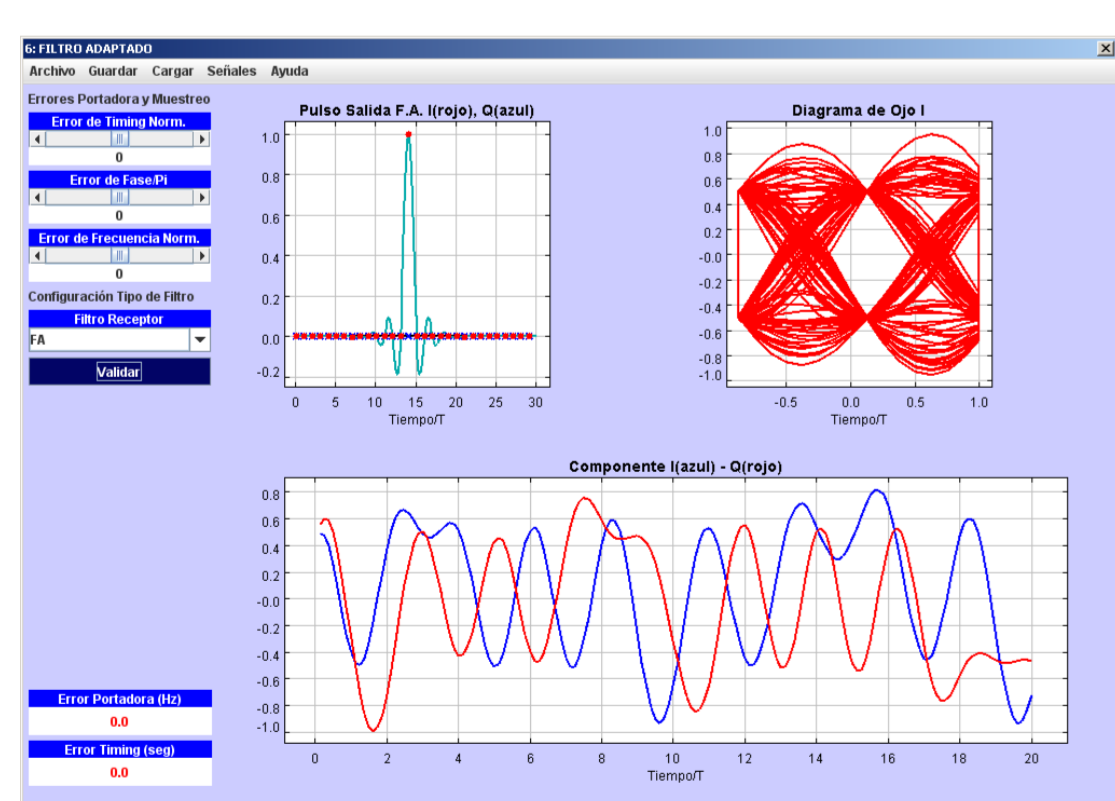 6: FILTRO ADAPTADO
Archivo Guardar Cargar Señales Ayuda
Errores Portadora y Muestreo
Error de Timing Norm.
0
Error de Fase/Pi
0
Error de Frecuencia Norm.
0
Configuración Tipo de Filtro
Filtro Receptor
FA
Validar
Error Portadora (Hz)
0.0
Error Timing (seg)
0.0
Pulso Salida F.A. I(rojo), Q(azul)
1.0
0.8
0.6
0.4
0.2
0.0
-0.2
0 5 10 15 20 25 30
Tiempo/T
Diagrama de Ojo I
1.0
0.8
0.6
0.4
0.2
-0.0
-0.2
-0.4
-0.6
-0.8
-1.0
-0.5 0.0 0.5 1.0
Tiempo/T
Componente I(azul) - Q(rojo)
0.8
0.6
0.4
0.2
-0.0
-0.2
-0.4
-0.6
-0.8
-1.0
0 2 4 6 8 10 12 14 16 18 20
Tiempo/T